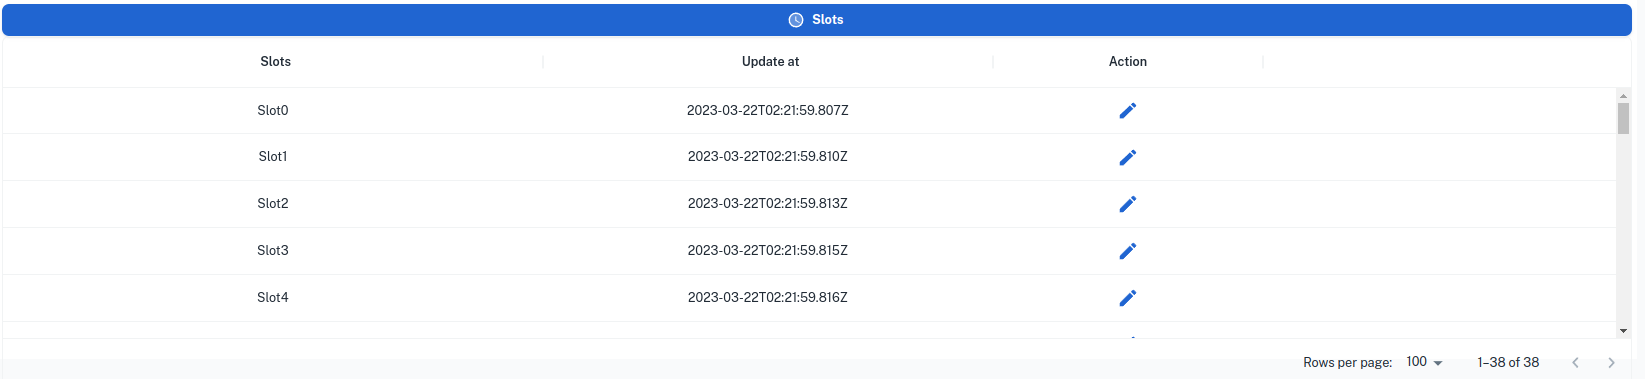 Slots
Slots Update at Action
Slot0 2023-03-22T02:21:59.807Z
Slot1 2023-03-22T02:21:59.810Z
Slot2 2023-03-22T02:21:59.813Z
Slot3 2023-03-22T02:21:59.815Z
Slot4 2023-03-22T02:21:59.816Z
Rows per page: 100 1–38 of 38